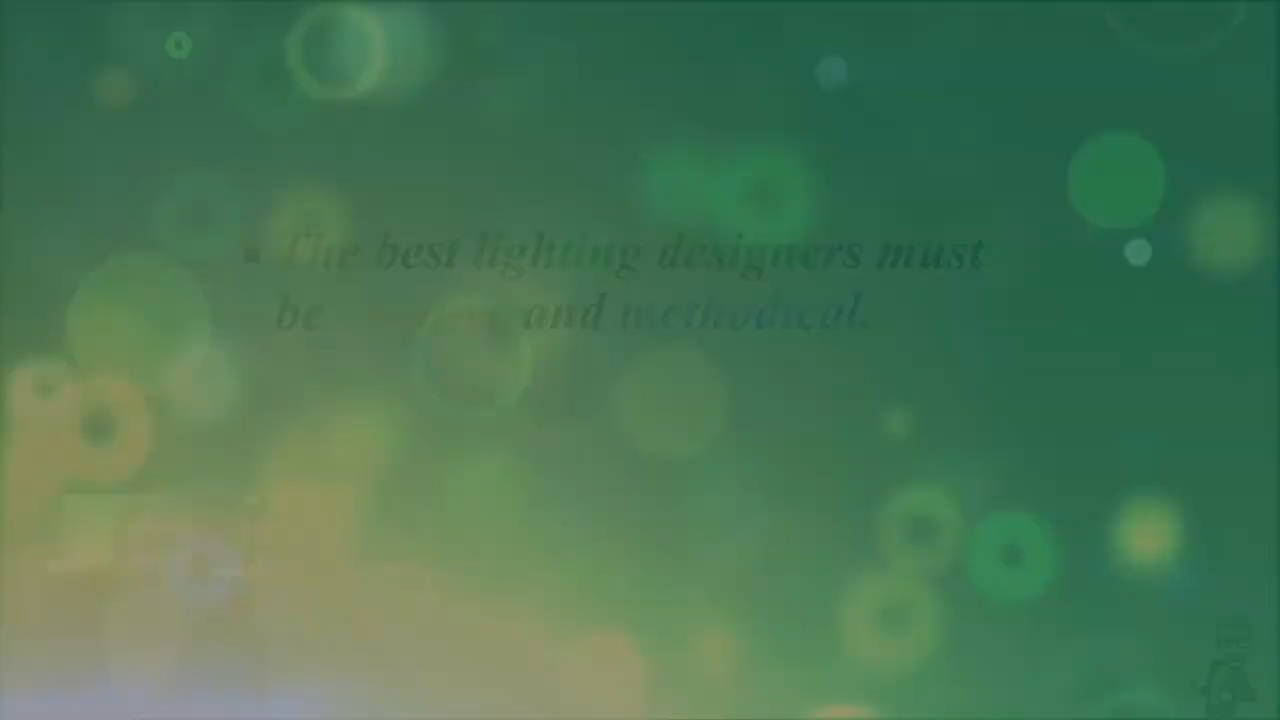 ▪ The best lighting designers must
be and methodical.